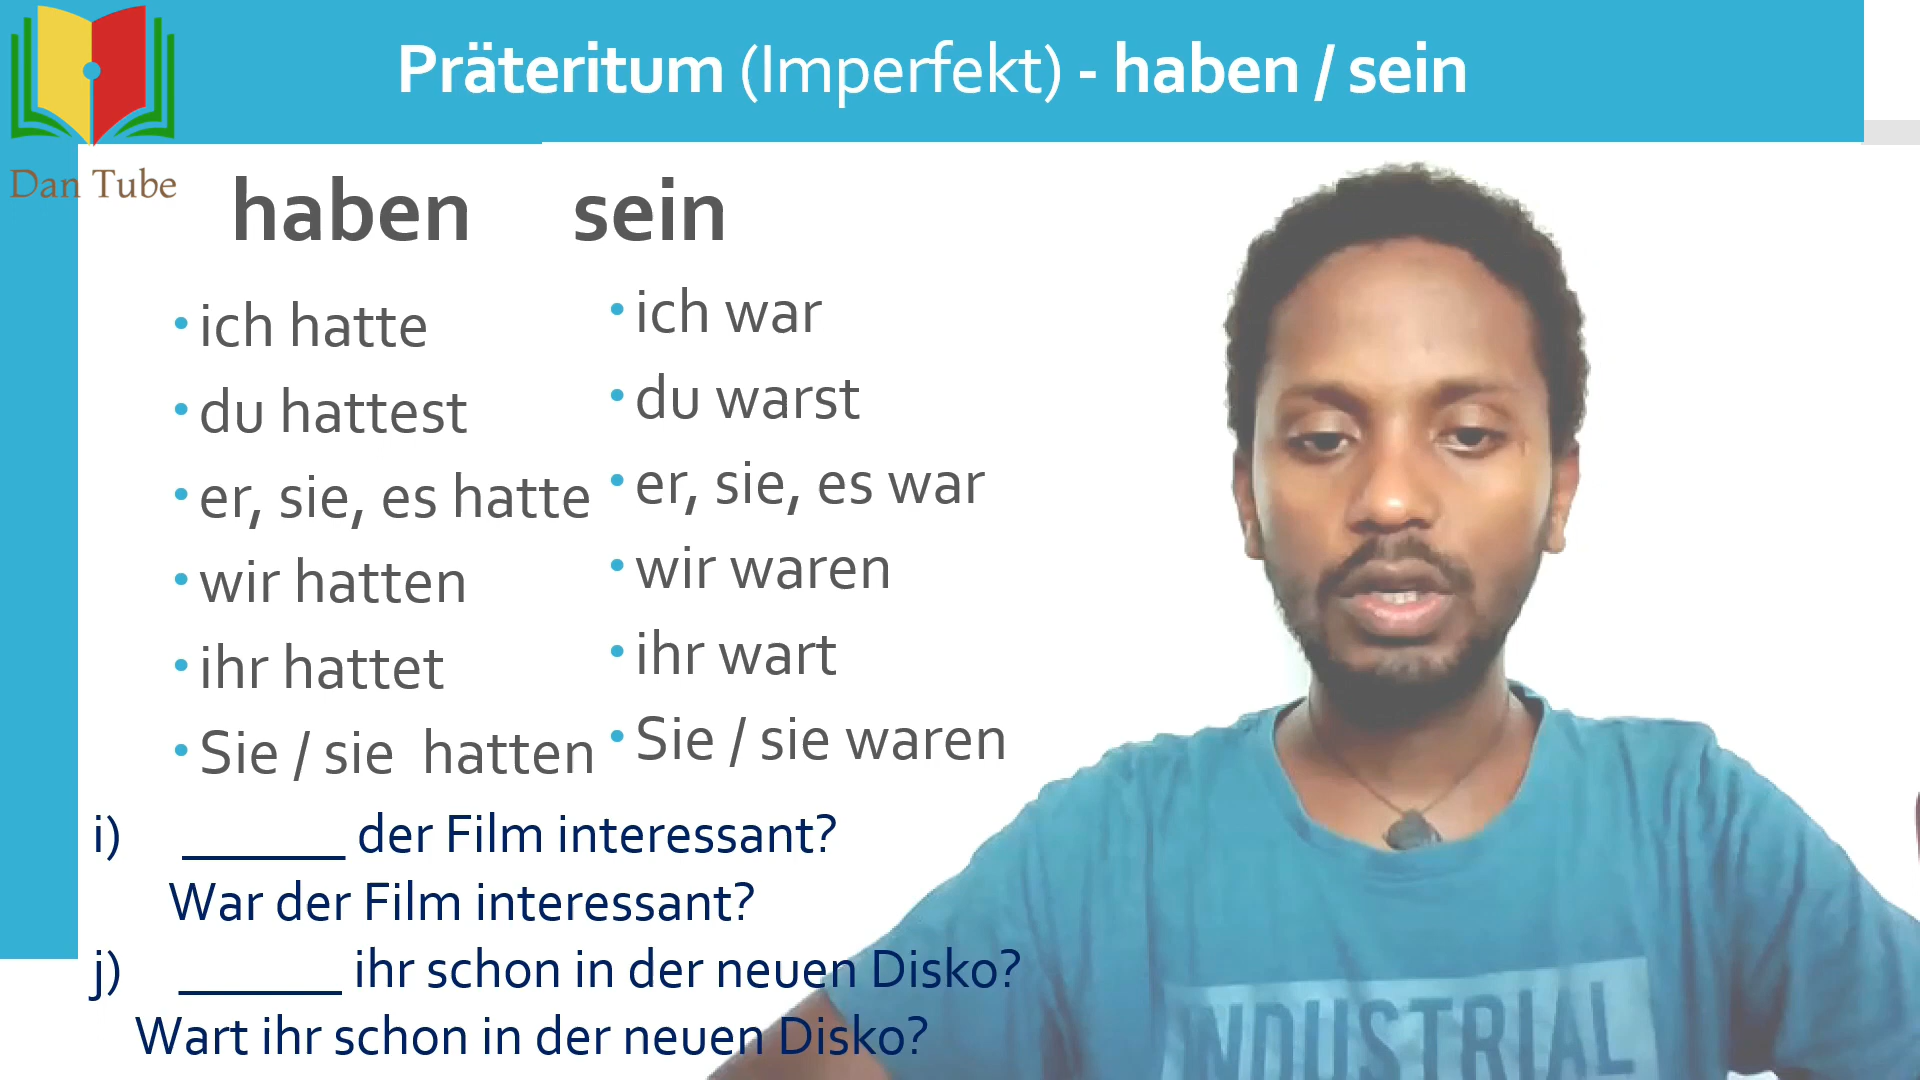 Präteritum (Imperfekt) - haben / sein
Dan Tube
haben
sein
• ich hatte
• du hattest
• er, sie, es hatte
• wir hatten
• ihr hattet
• Sie / sie hatten
• ich war
• du warst
• er, sie, es war
• wir waren
• ihr wart
• Sie / sie waren
i) ______ der Film interessant?
War der Film interessant?
j) ______ ihr schon in der neuen Disko?
Wart ihr schon in der neuen Disko?
INDUSTRIAL